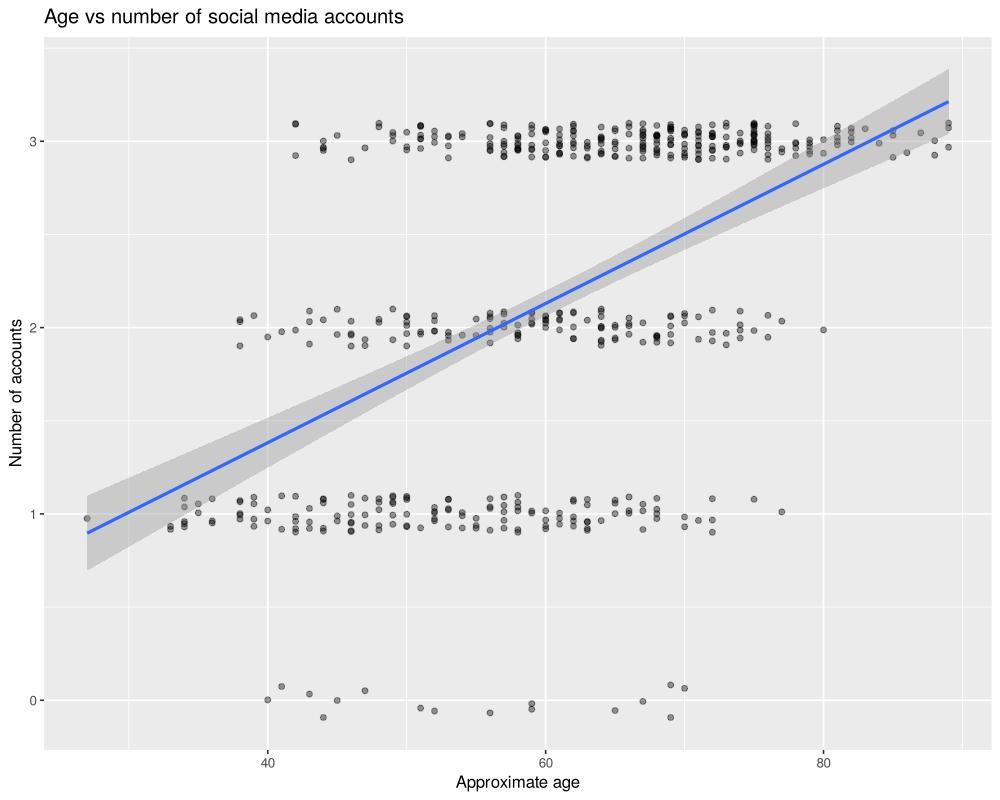 Age vs number of social media accounts
Number of accounts
3
2
1
0
40 60 80
Approximate age